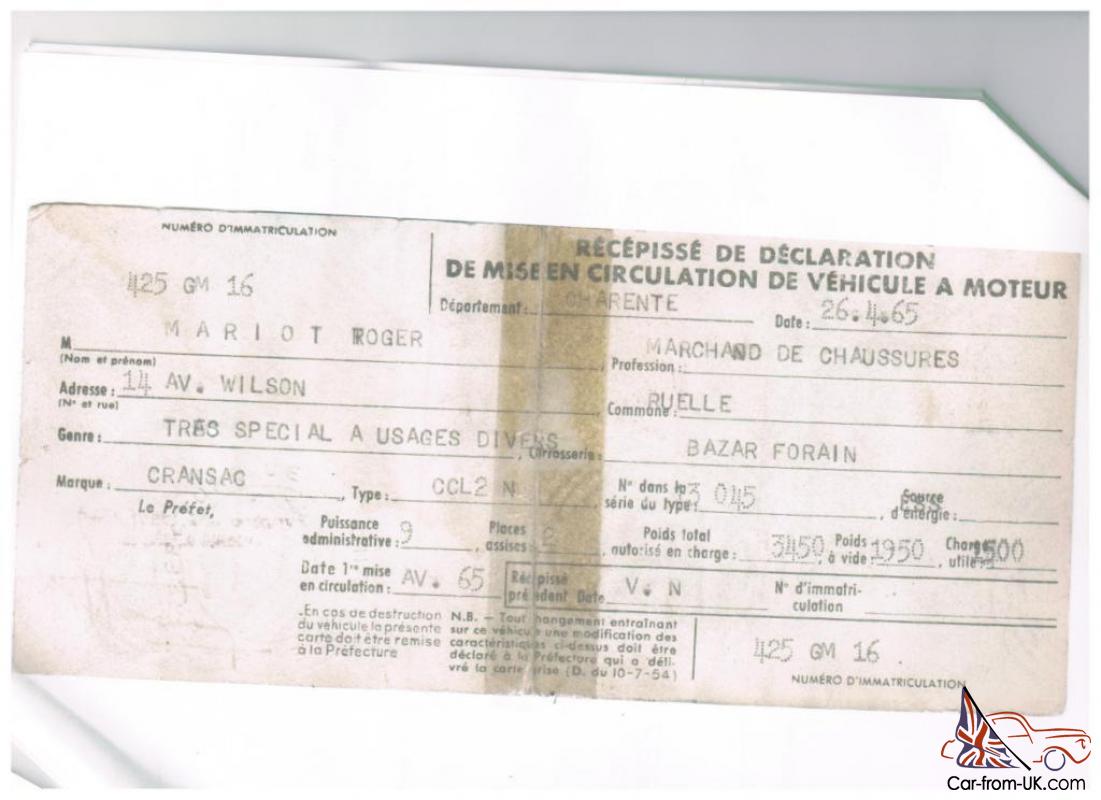 NUMÉRO D'IMMATRICULATION
425 GM 16
RÉCÉPISSÉ DE DÉCLARATION
DE MISE EN CIRCULATION DE VÉHICULE A MOTEUR
Département : CHARENTE Date : 26.4.65
M MARIOT ROGER
(Nom et prénom)
Profession : MARCHAND DE CHAUSSURES
Adresse : 14 AV. WILSON
(N° et rue)
Commune : RUELLE
Genre : TRES SPECIAL A USAGES DIVERS , Carrosserie : BAZAR FORAIN
Marque : CRANSAC , Type : CCL2 N
N° dans la série du type : 3 045 , Source d'énergie :
Le Préfet,
Puissance administrative : 9 , Places assises 2
Poids total autorisé en charge : 3450 , Poids à vide : 1950 , Charge utile : 1500
Date 1re mise en circulation : AV. 65
Récépissé précédent Date V. N N° d'immatriculation
En cas de destruction
du véhicule la présente
carte doit être remise
à la Préfecture
N.B. — Tout changement entraînant
sur ce véhicule une modification des
caractéristiques ci-dessus doit être
déclaré à la Préfecture qui a déli-
vré la carte grise (D. du 10-7-54)
425 GM 16
NUMÉRO D'IMMATRICULATION
Car-from-UK.com